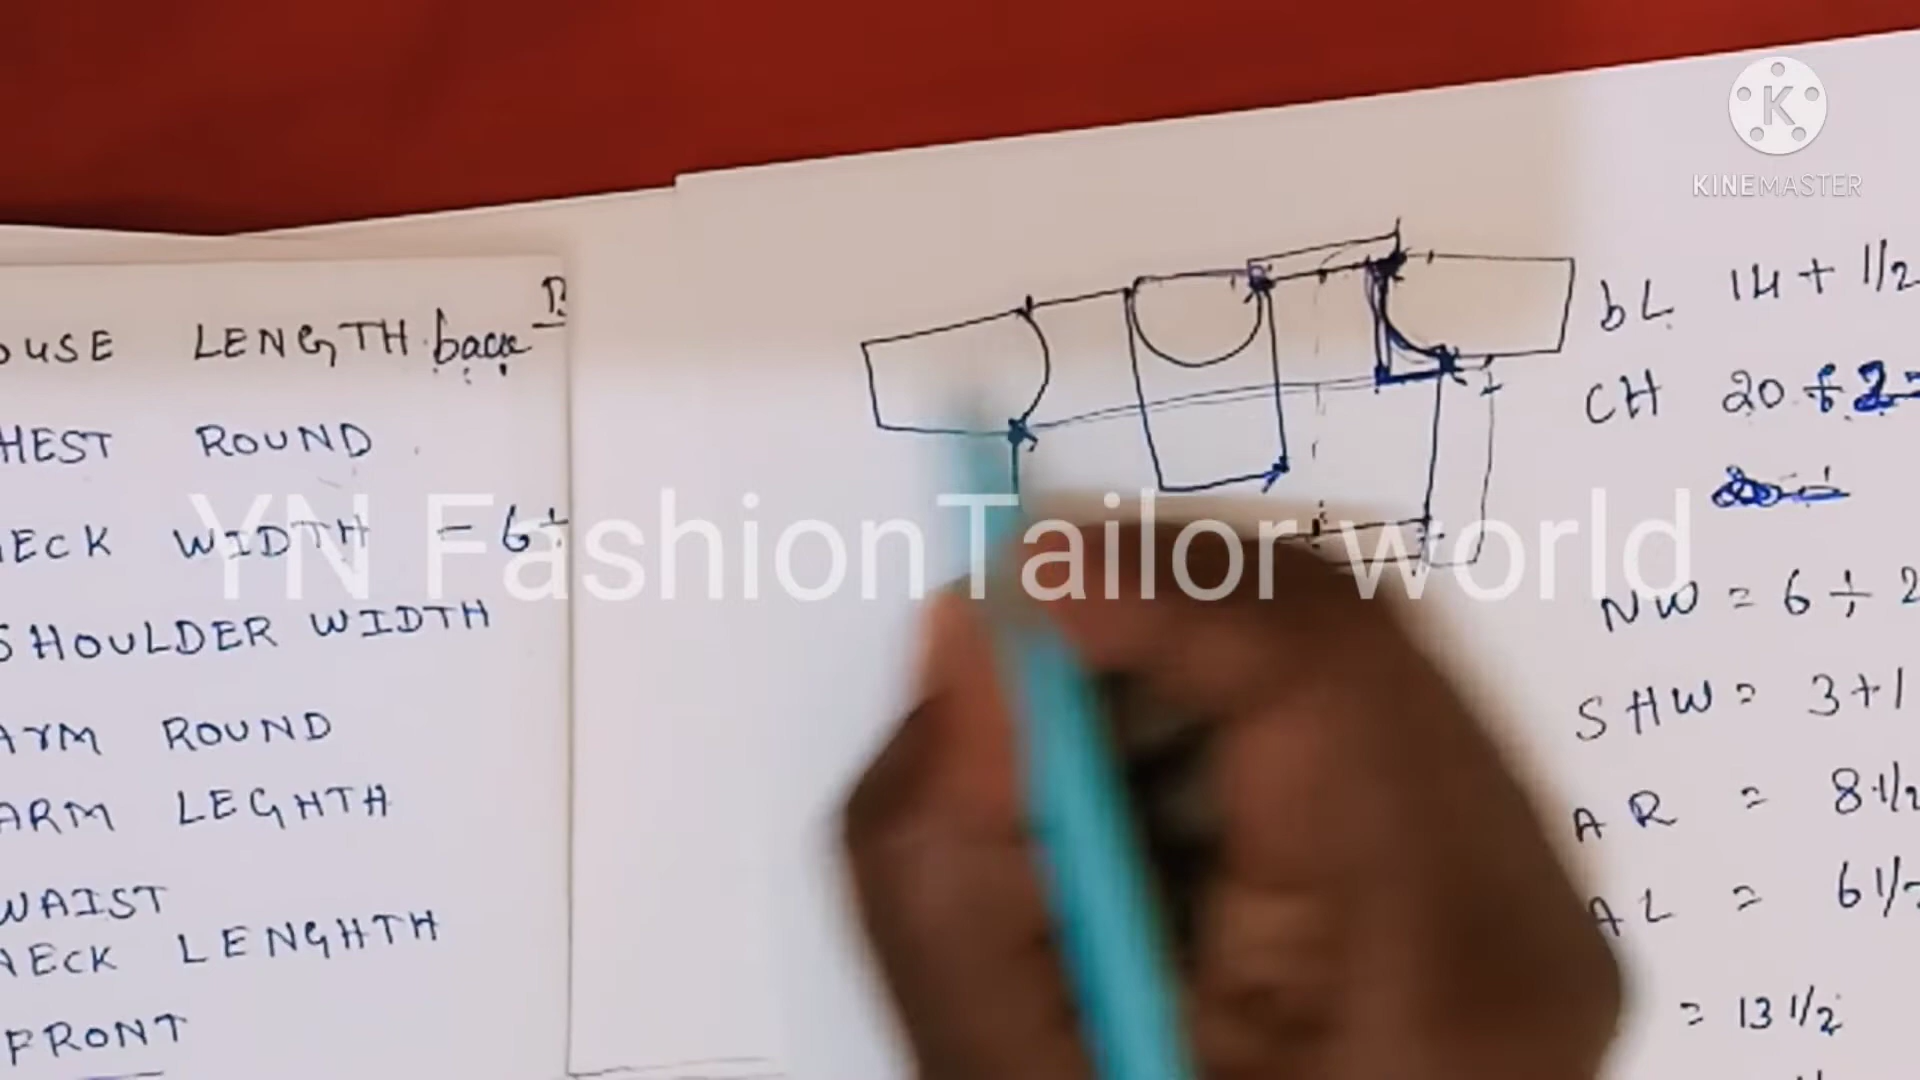 KINEMASTER
OUSE LENGTH back B
HEST ROUND
ECK WIDTH = 6 ÷
SHOULDER WIDTH
ARM ROUND
ARM LEGHTH
WAIST
NECK LENGHTH
FRONT
YN FashionTailor world
bL 14 + 1/2
CH 20 ÷ 2 =
NW = 6 ÷ 2
SHW = 3 + 1
AR = 8 1/2
AL = 6 1/2
= 13 1/2